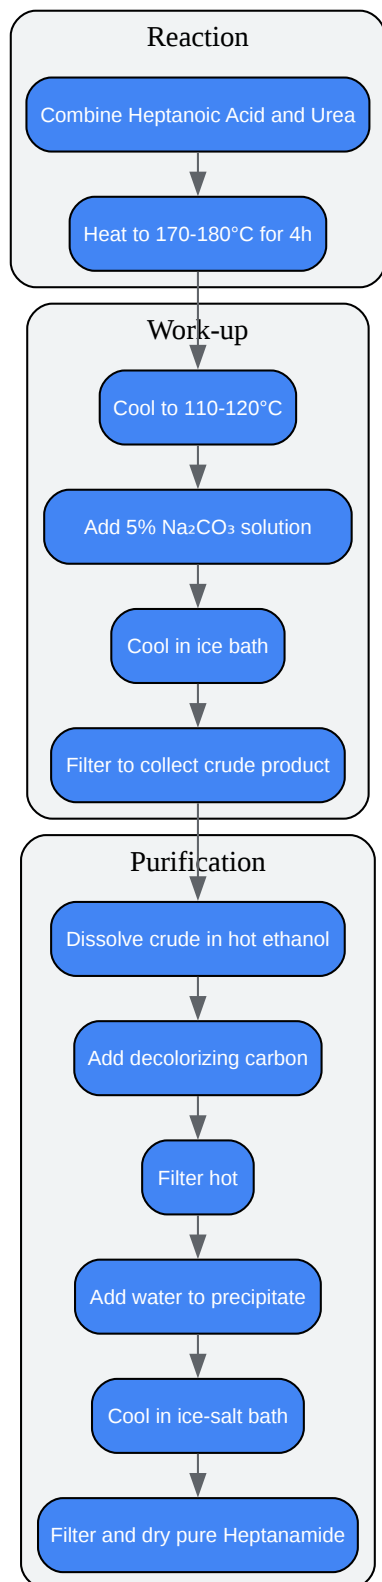 Reaction
Combine Heptanoic Acid and Urea
Heat to 170-180°C for 4h
Work-up
Cool to 110-120°C
Add 5% Na₂CO₃ solution
Cool in ice bath
Filter to collect crude product
Purification
Dissolve crude in hot ethanol
Add decolorizing carbon
Filter hot
Add water to precipitate
Cool in ice-salt bath
Filter and dry pure Heptanamide